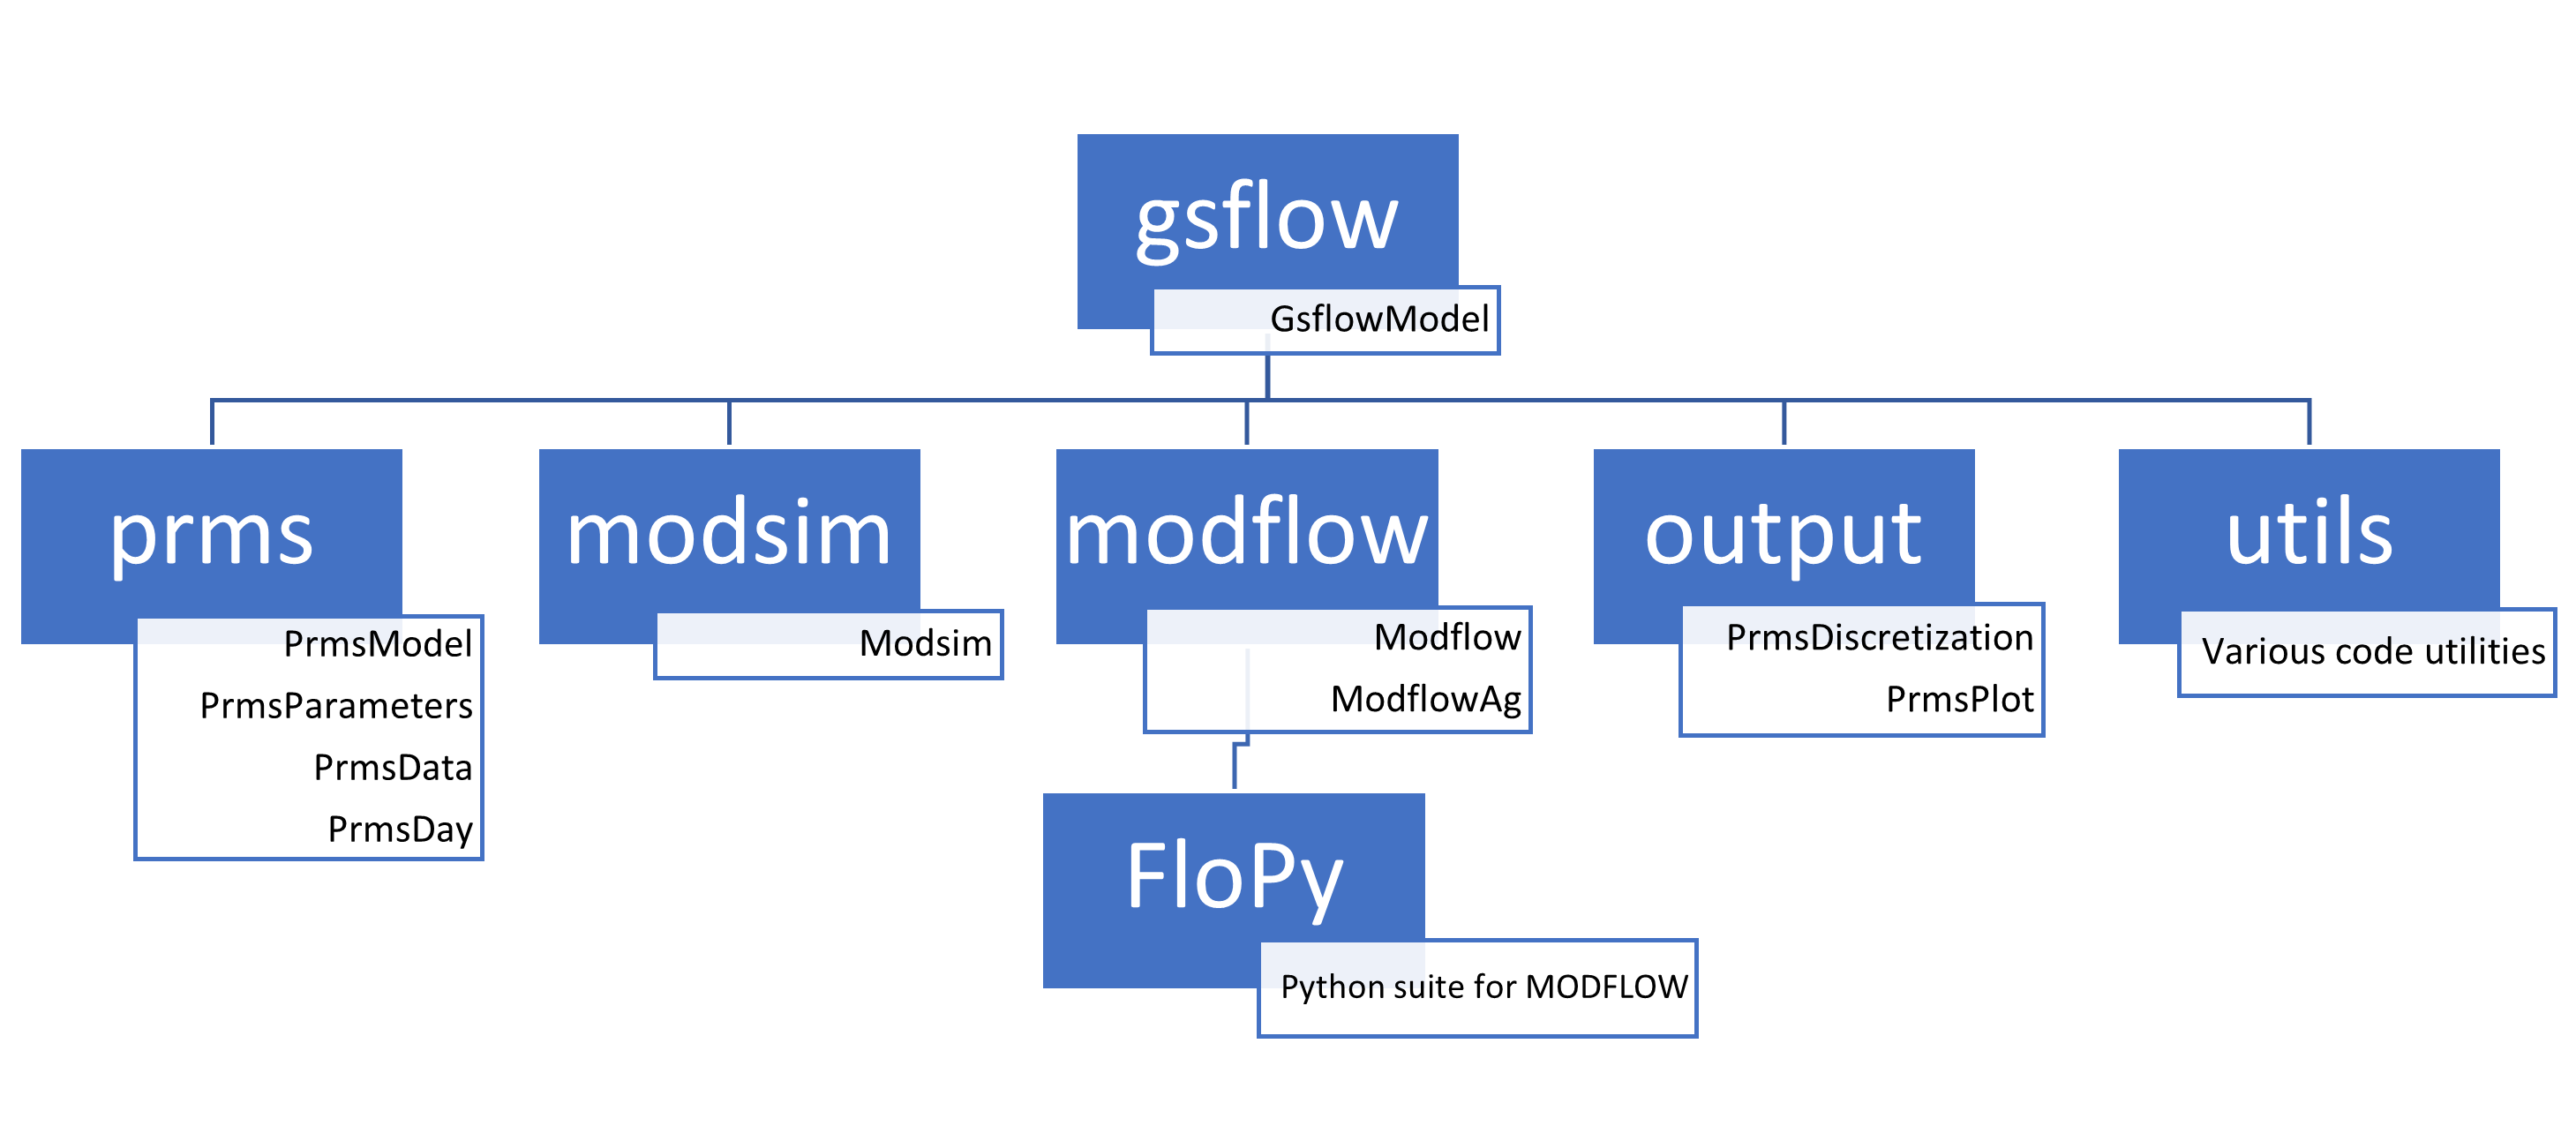 gsflow
GsflowModel
prms
PrmsModel
PrmsParameters
PrmsData
PrmsDay
modsim
Modsim
modflow
Modflow
ModflowAg
output
PrmsDiscretization
PrmsPlot
utils
Various code utilities
FloPy
Python suite for MODFLOW